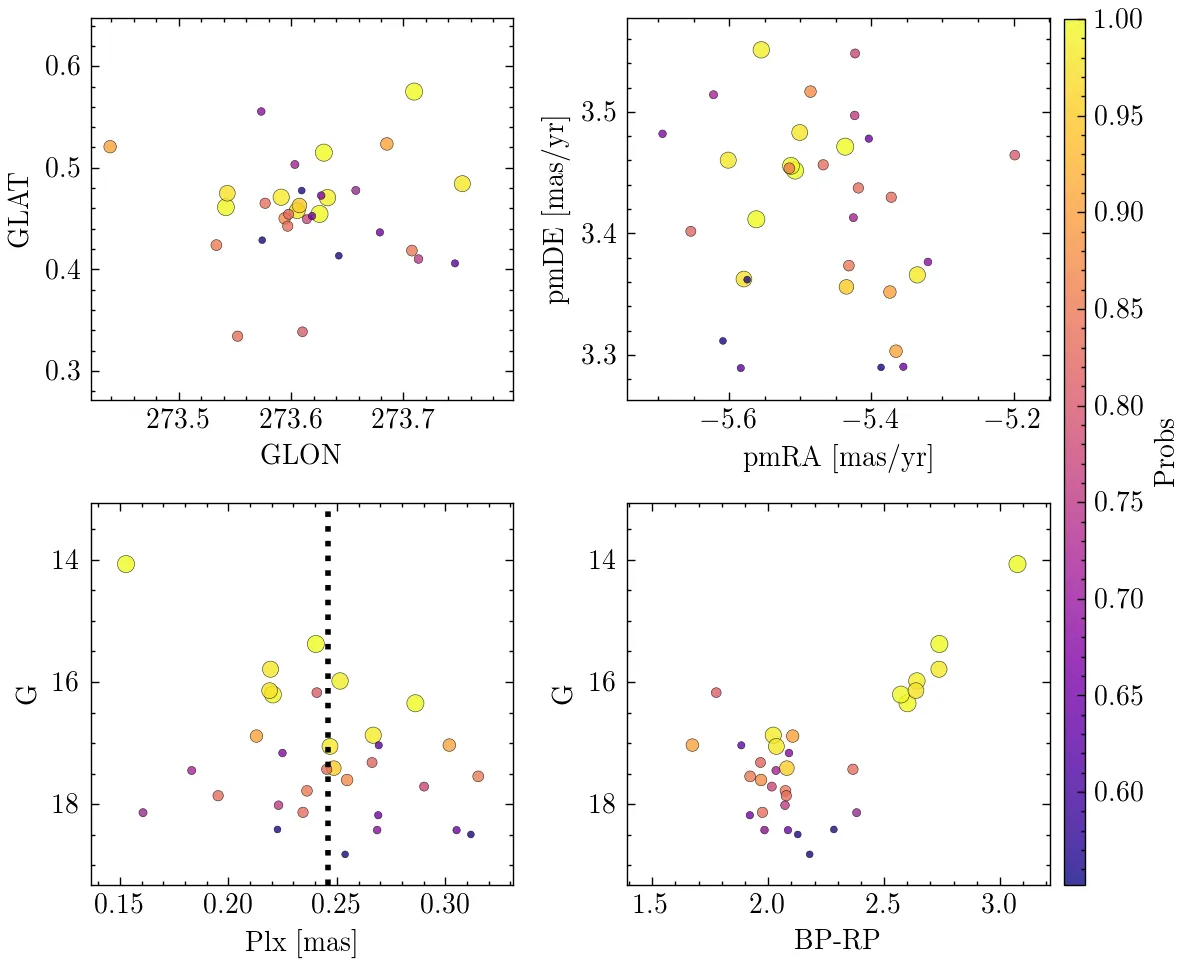 0.6
0.5
0.4
0.3
GLAT
273.5 273.6 273.7
GLON
3.5
3.4
3.3
pmDE [mas/yr]
−5.6 −5.4 −5.2
pmRA [mas/yr]
14
16
18
G
0.15 0.20 0.25 0.30
Plx [mas]
14
16
18
G
1.5 2.0 2.5 3.0
BP-RP
1.00
0.95
0.90
0.85
0.80
0.75
0.70
0.65
0.60
Probs